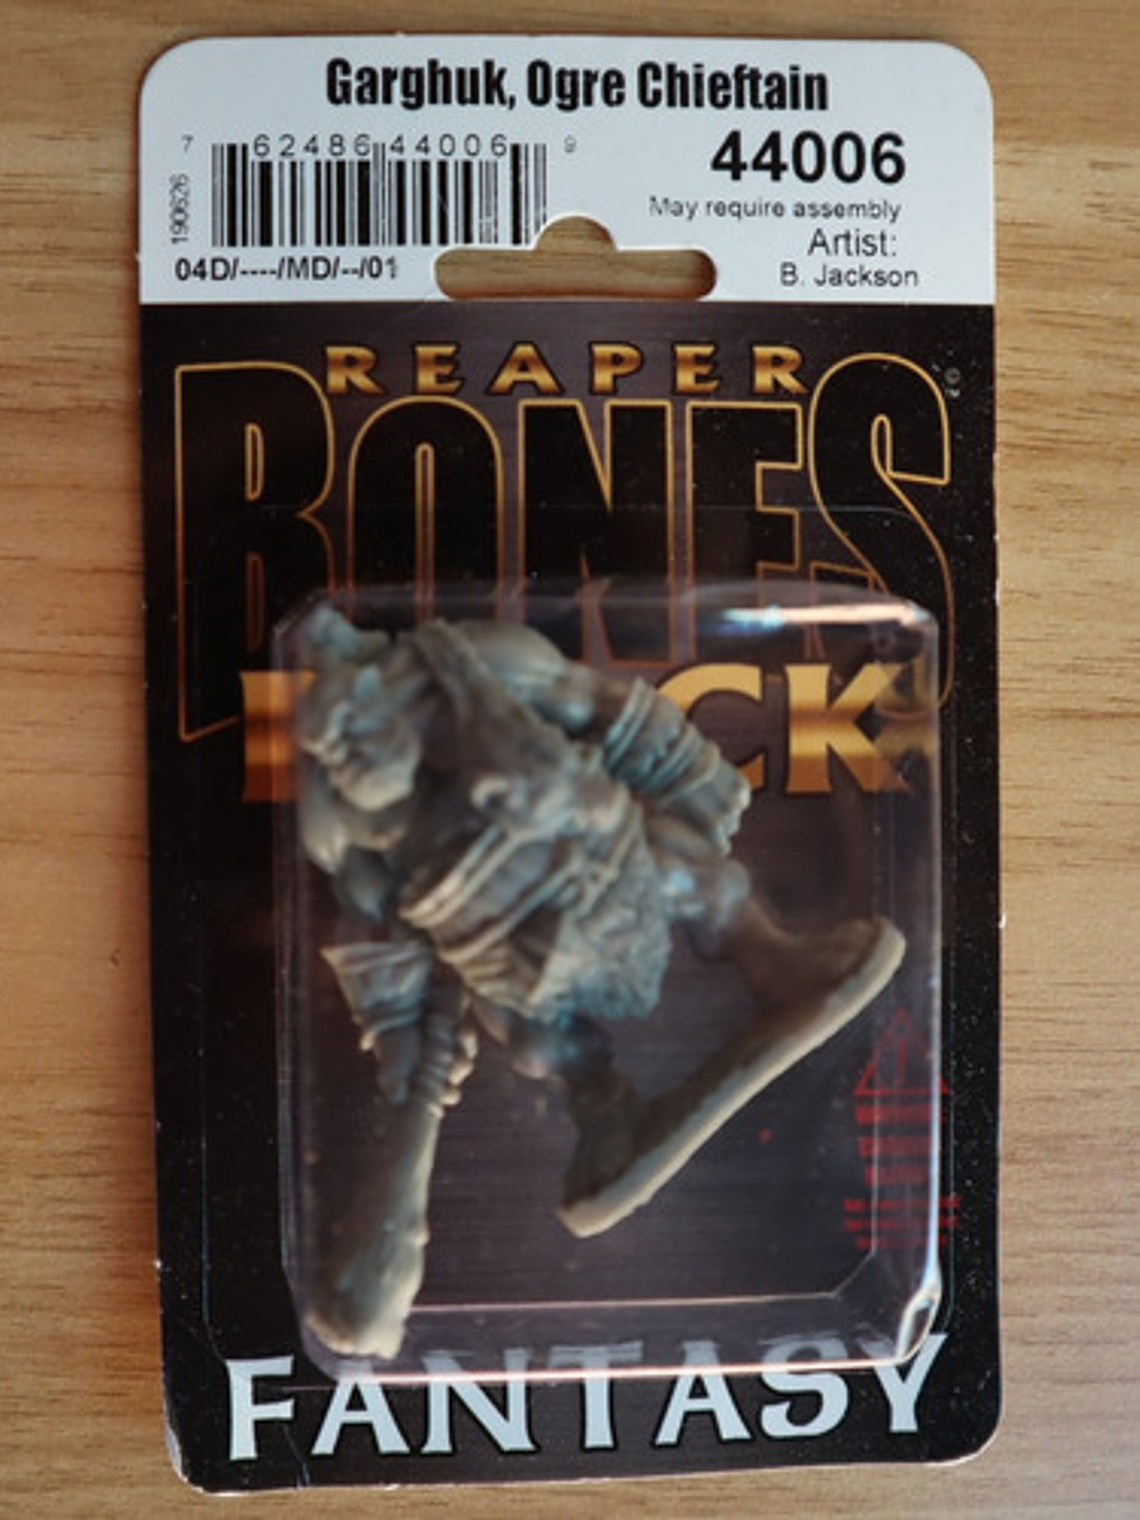 Garghuk, Ogre Chieftain
7 62486 44006 9
44006
190626
May require assembly
Artist:
04D/----/MD/--/01
B. Jackson
REAPER
BONES
CK
FANTASY